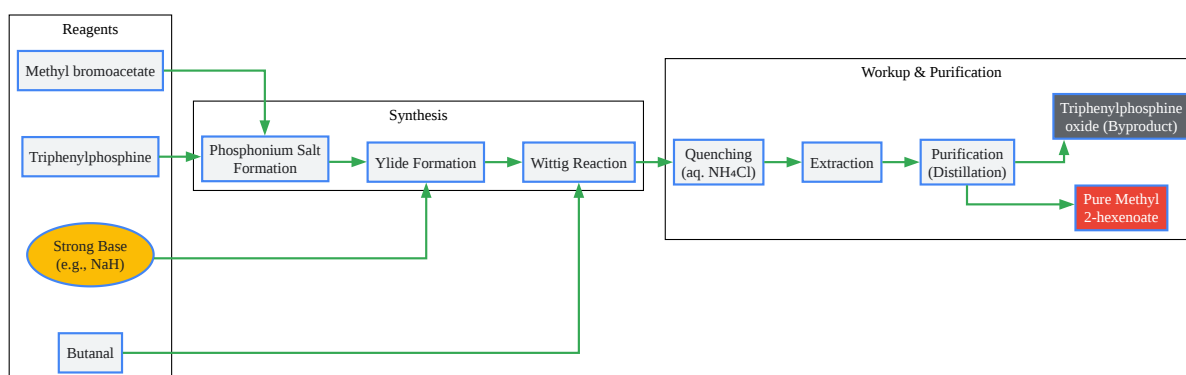 Reagents
Methyl bromoacetate
Triphenylphosphine
Strong Base
(e.g., NaH)
Butanal
Synthesis
Phosphonium Salt
Formation
Ylide Formation
Wittig Reaction
Workup & Purification
Quenching
(aq. NH₄Cl)
Extraction
Purification
(Distillation)
Triphenylphosphine
oxide (Byproduct)
Pure Methyl
2-hexenoate